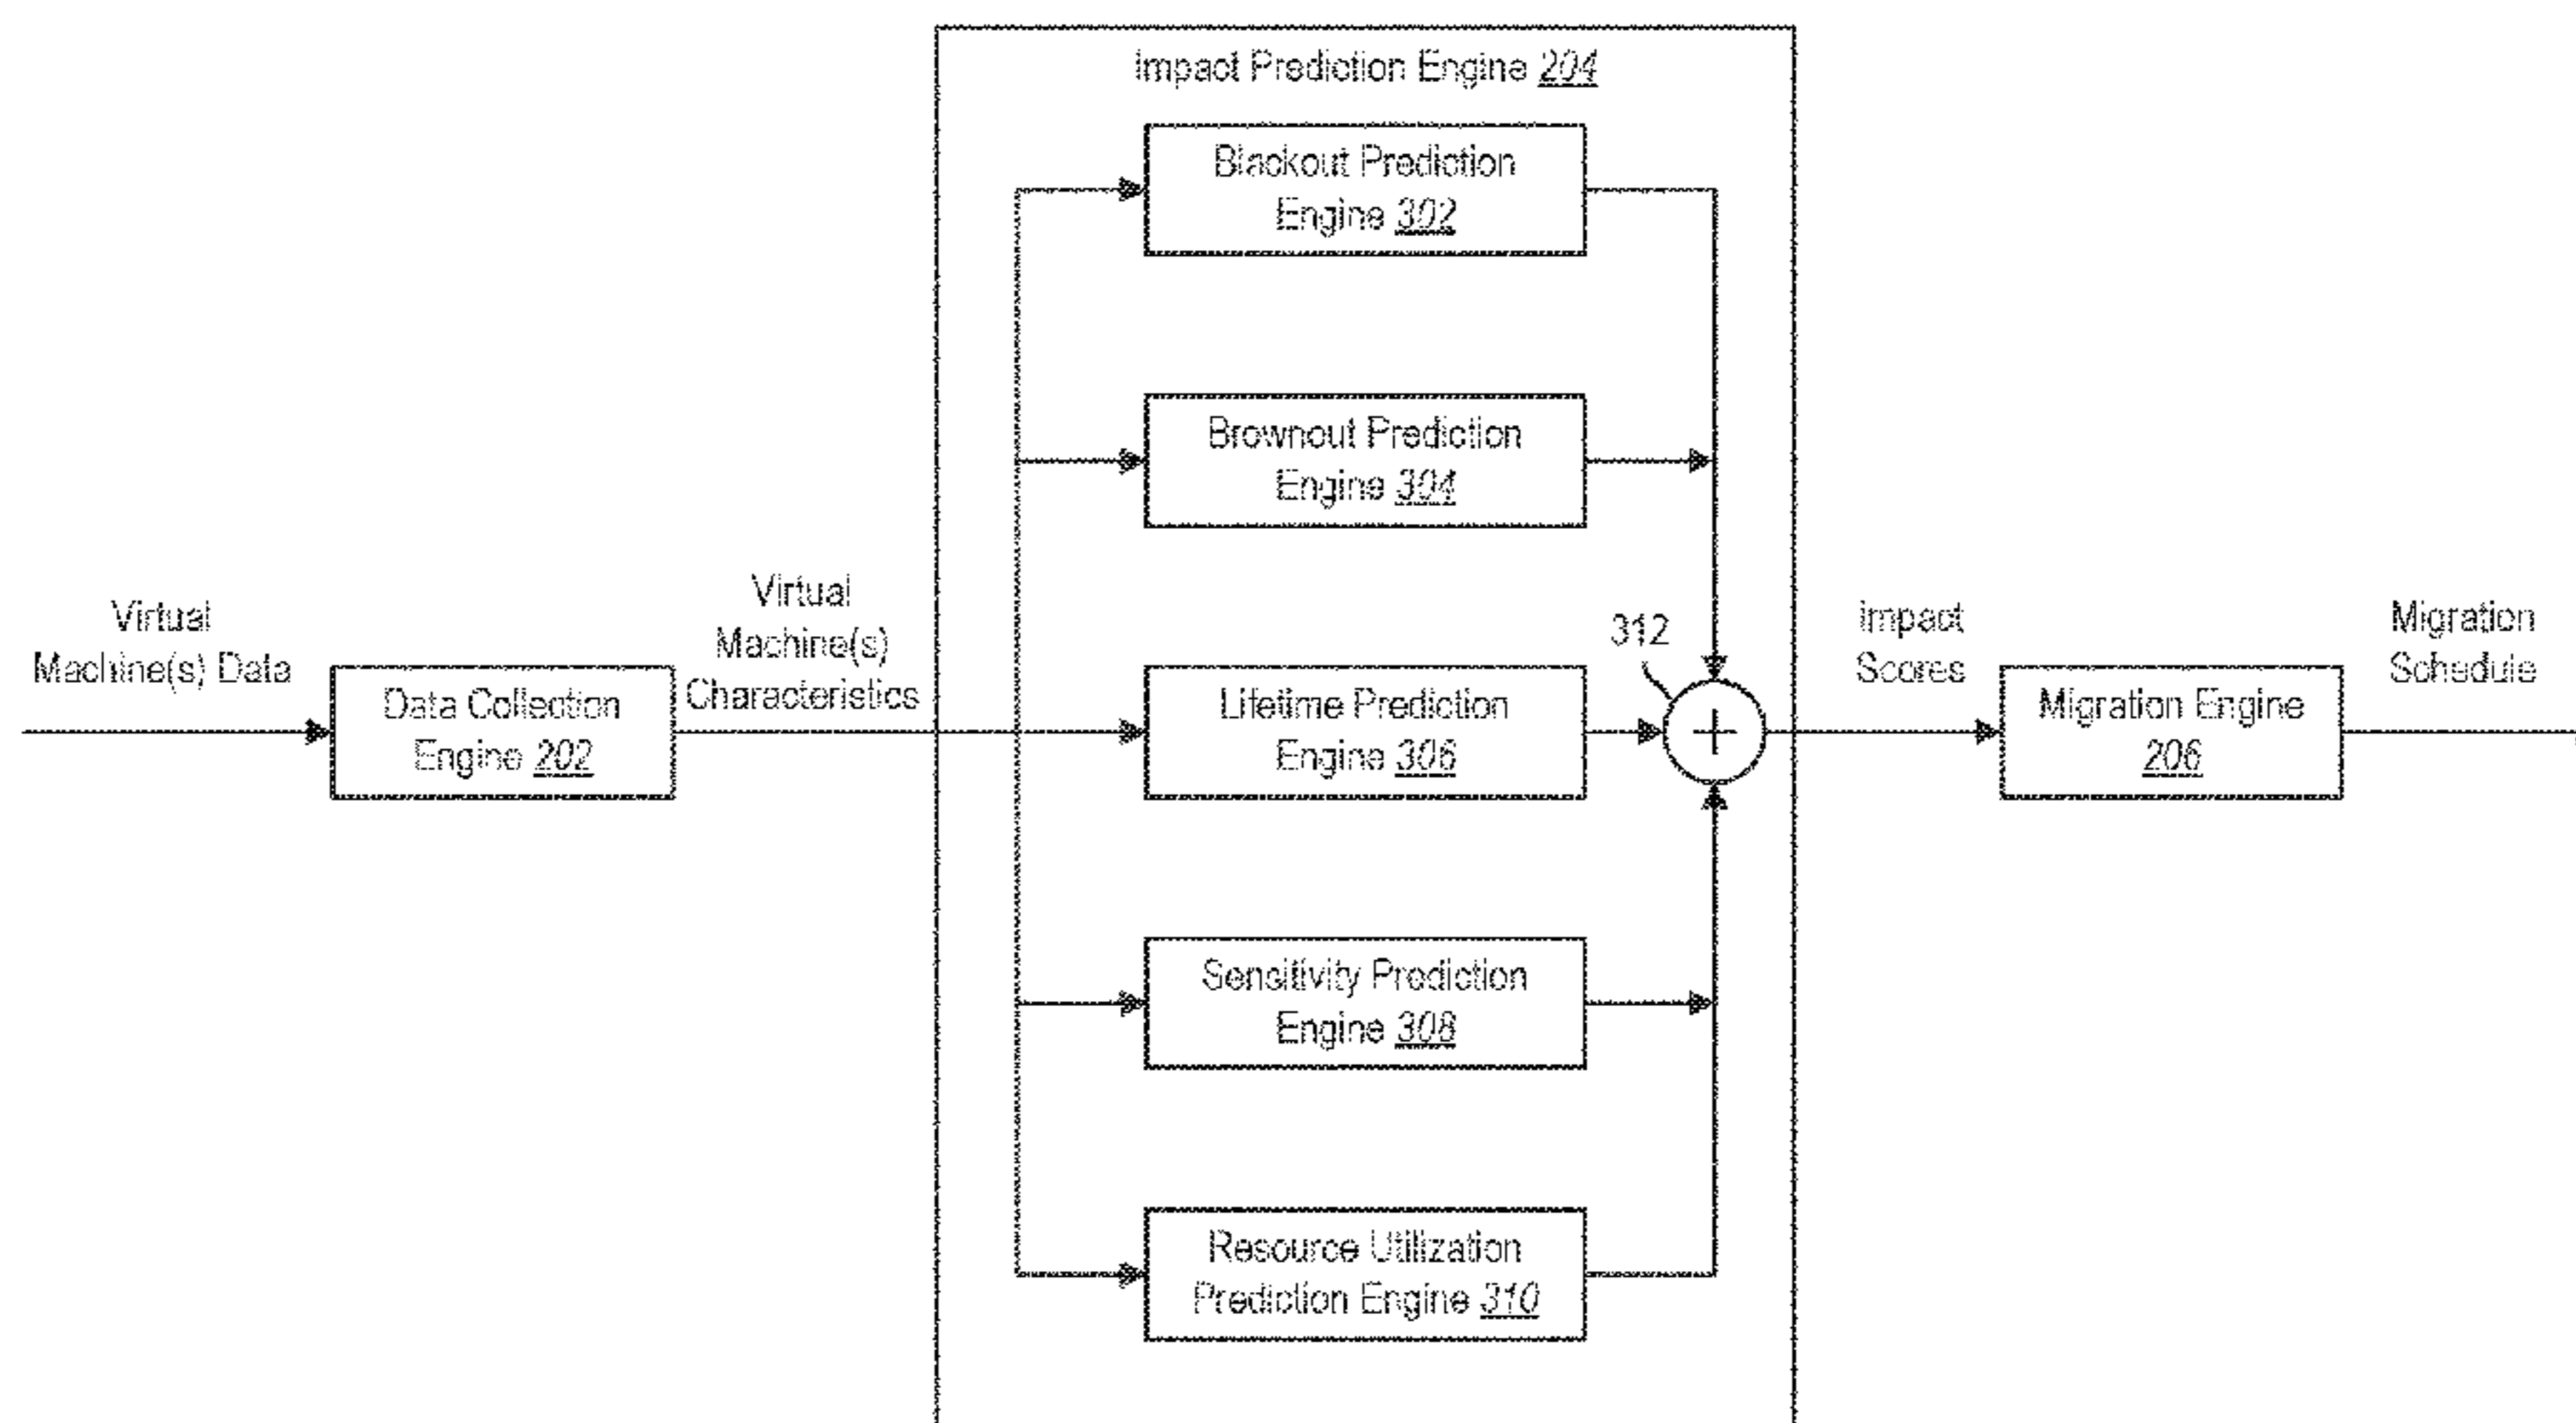 Impact Prediction Engine 204
Blackout Prediction
Engine 302
Brownout Prediction
Engine 304
Virtual
Machine(s) Data
Data Collection
Engine 202
Virtual
Machine(s)
Characteristics
Lifetime Prediction
Engine 306
312
+
Impact
Scores
Migration Engine
206
Migration
Schedule
Sensitivity Prediction
Engine 308
Resource Utilization
Prediction Engine 310